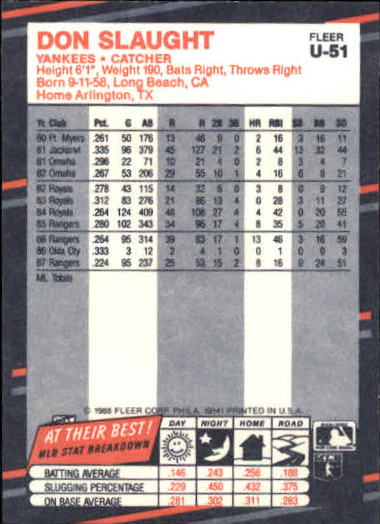 DON SLAUGHT
FLEER
U-51
YANKEES • CATCHER
Height 6'1", Weight 190, Bats Right, Throws Right
Born 9-11-58, Long Beach, CA
Home Arlington, TX
Yr. Club Pct. G AB R H 2B 3B HR RBI SB BB SO
80 Ft. Myers .261 50 176 13 46 9 0 2 16 3 16 11
81 Jacksonvl .335 96 379 45 127 21 2 6 44 13 32 44
81 Omaha .296 22 71 10 21 4 0 2 8 3 4 7
82 Omaha .267 53 206 29 55 10 1 4 16 6 8 21
82 Royals .278 43 115 14 32 6 0 3 8 0 9 12
83 Royals .312 83 276 21 86 13 4 0 28 3 11 27
84 Royals .264 124 409 48 108 27 4 4 42 0 20 55
85 Rangers .280 102 343 34 96 17 4 8 35 5 20 41
86 Rangers .264 95 314 39 83 17 1 13 46 3 16 59
86 Okla Cty .333 3 12 2 4 1 0 0 1 0 0 3
87 Rangers .224 95 237 25 53 15 2 8 16 0 24 51
ML Totals
© 1988 FLEER CORP. PHILA. 19141 PRINTED IN U.S.A.
AT THEIR BEST!
MLB STAT BREAKDOWN
DAY NIGHT HOME ROAD
BATTING AVERAGE .146 .243 .256 .188
SLUGGING PERCENTAGE .229 .450 .432 .375
ON BASE AVERAGE .281 .302 .311 .283